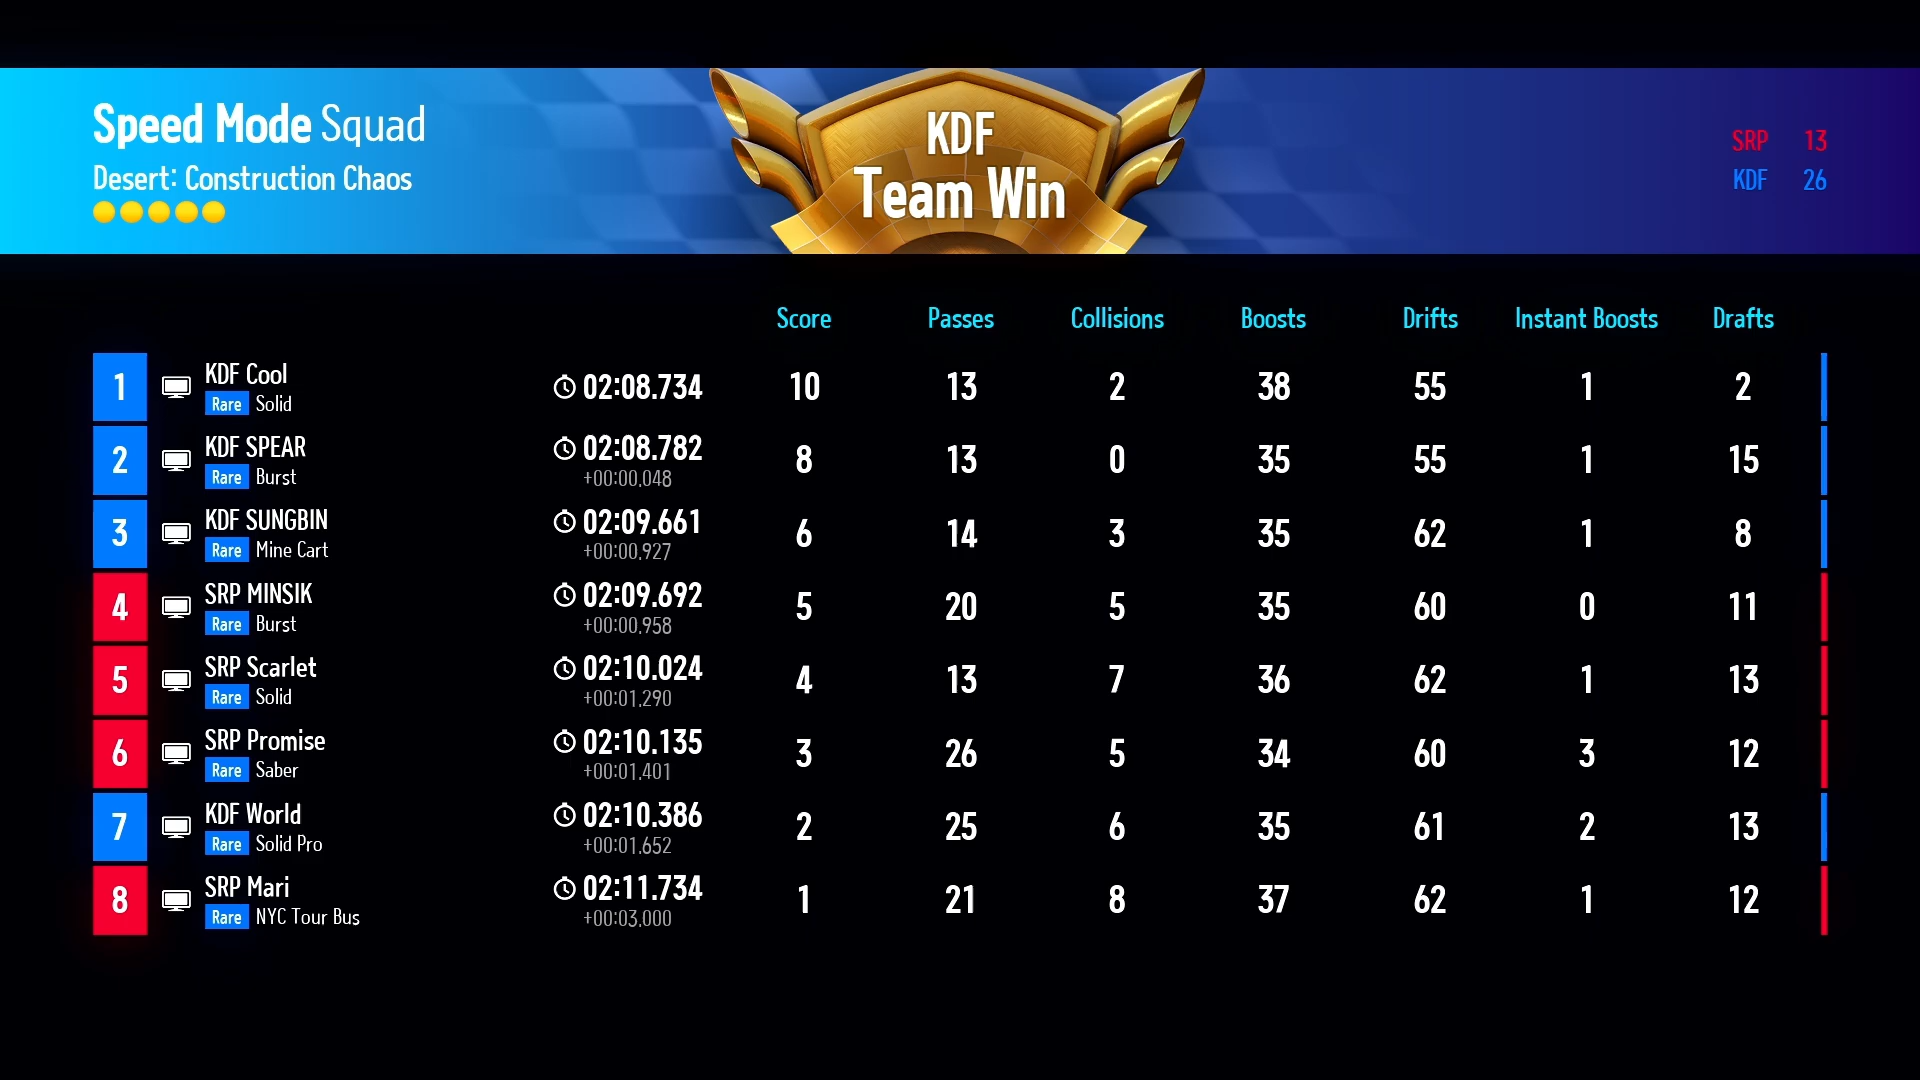 Speed Mode Squad
Desert: Construction Chaos
KDF
Team Win
SRP 13
KDF 26
Score Passes Collisions Boosts Drifts Instant Boosts Drafts
1 KDF Cool 02:08.734 10 13 2 38 55 1 2
Rare Solid
2 KDF SPEAR 02:08.782 8 13 0 35 55 1 15
Rare Burst +00:00.048
3 KDF SUNGBIN 02:09.661 6 14 3 35 62 1 8
Rare Mine Cart +00:00.927
4 SRP MINSIK 02:09.692 5 20 5 35 60 0 11
Rare Burst +00:00.958
5 SRP Scarlet 02:10.024 4 13 7 36 62 1 13
Rare Solid +00:01.290
6 SRP Promise 02:10.135 3 26 5 34 60 3 12
Rare Saber +00:01.401
7 KDF World 02:10.386 2 25 6 35 61 2 13
Rare Solid Pro +00:01.652
8 SRP Mari 02:11.734 1 21 8 37 62 1 12
Rare NYC Tour Bus +00:03.000